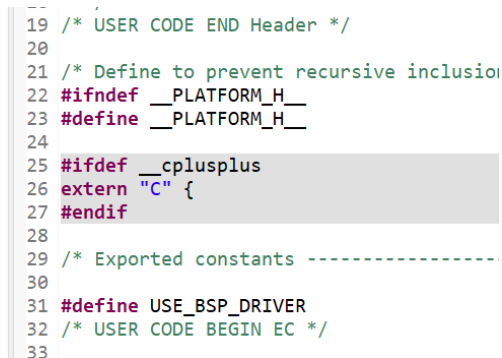 19 /* USER CODE END Header */
20
21 /* Define to prevent recursive inclusion
22 #ifndef __PLATFORM_H__
23 #define __PLATFORM_H__
24
25 #ifdef __cplusplus
26 extern "C" {
27 #endif
28
29 /* Exported constants ------------------
30
31 #define USE_BSP_DRIVER
32 /* USER CODE BEGIN EC */
33